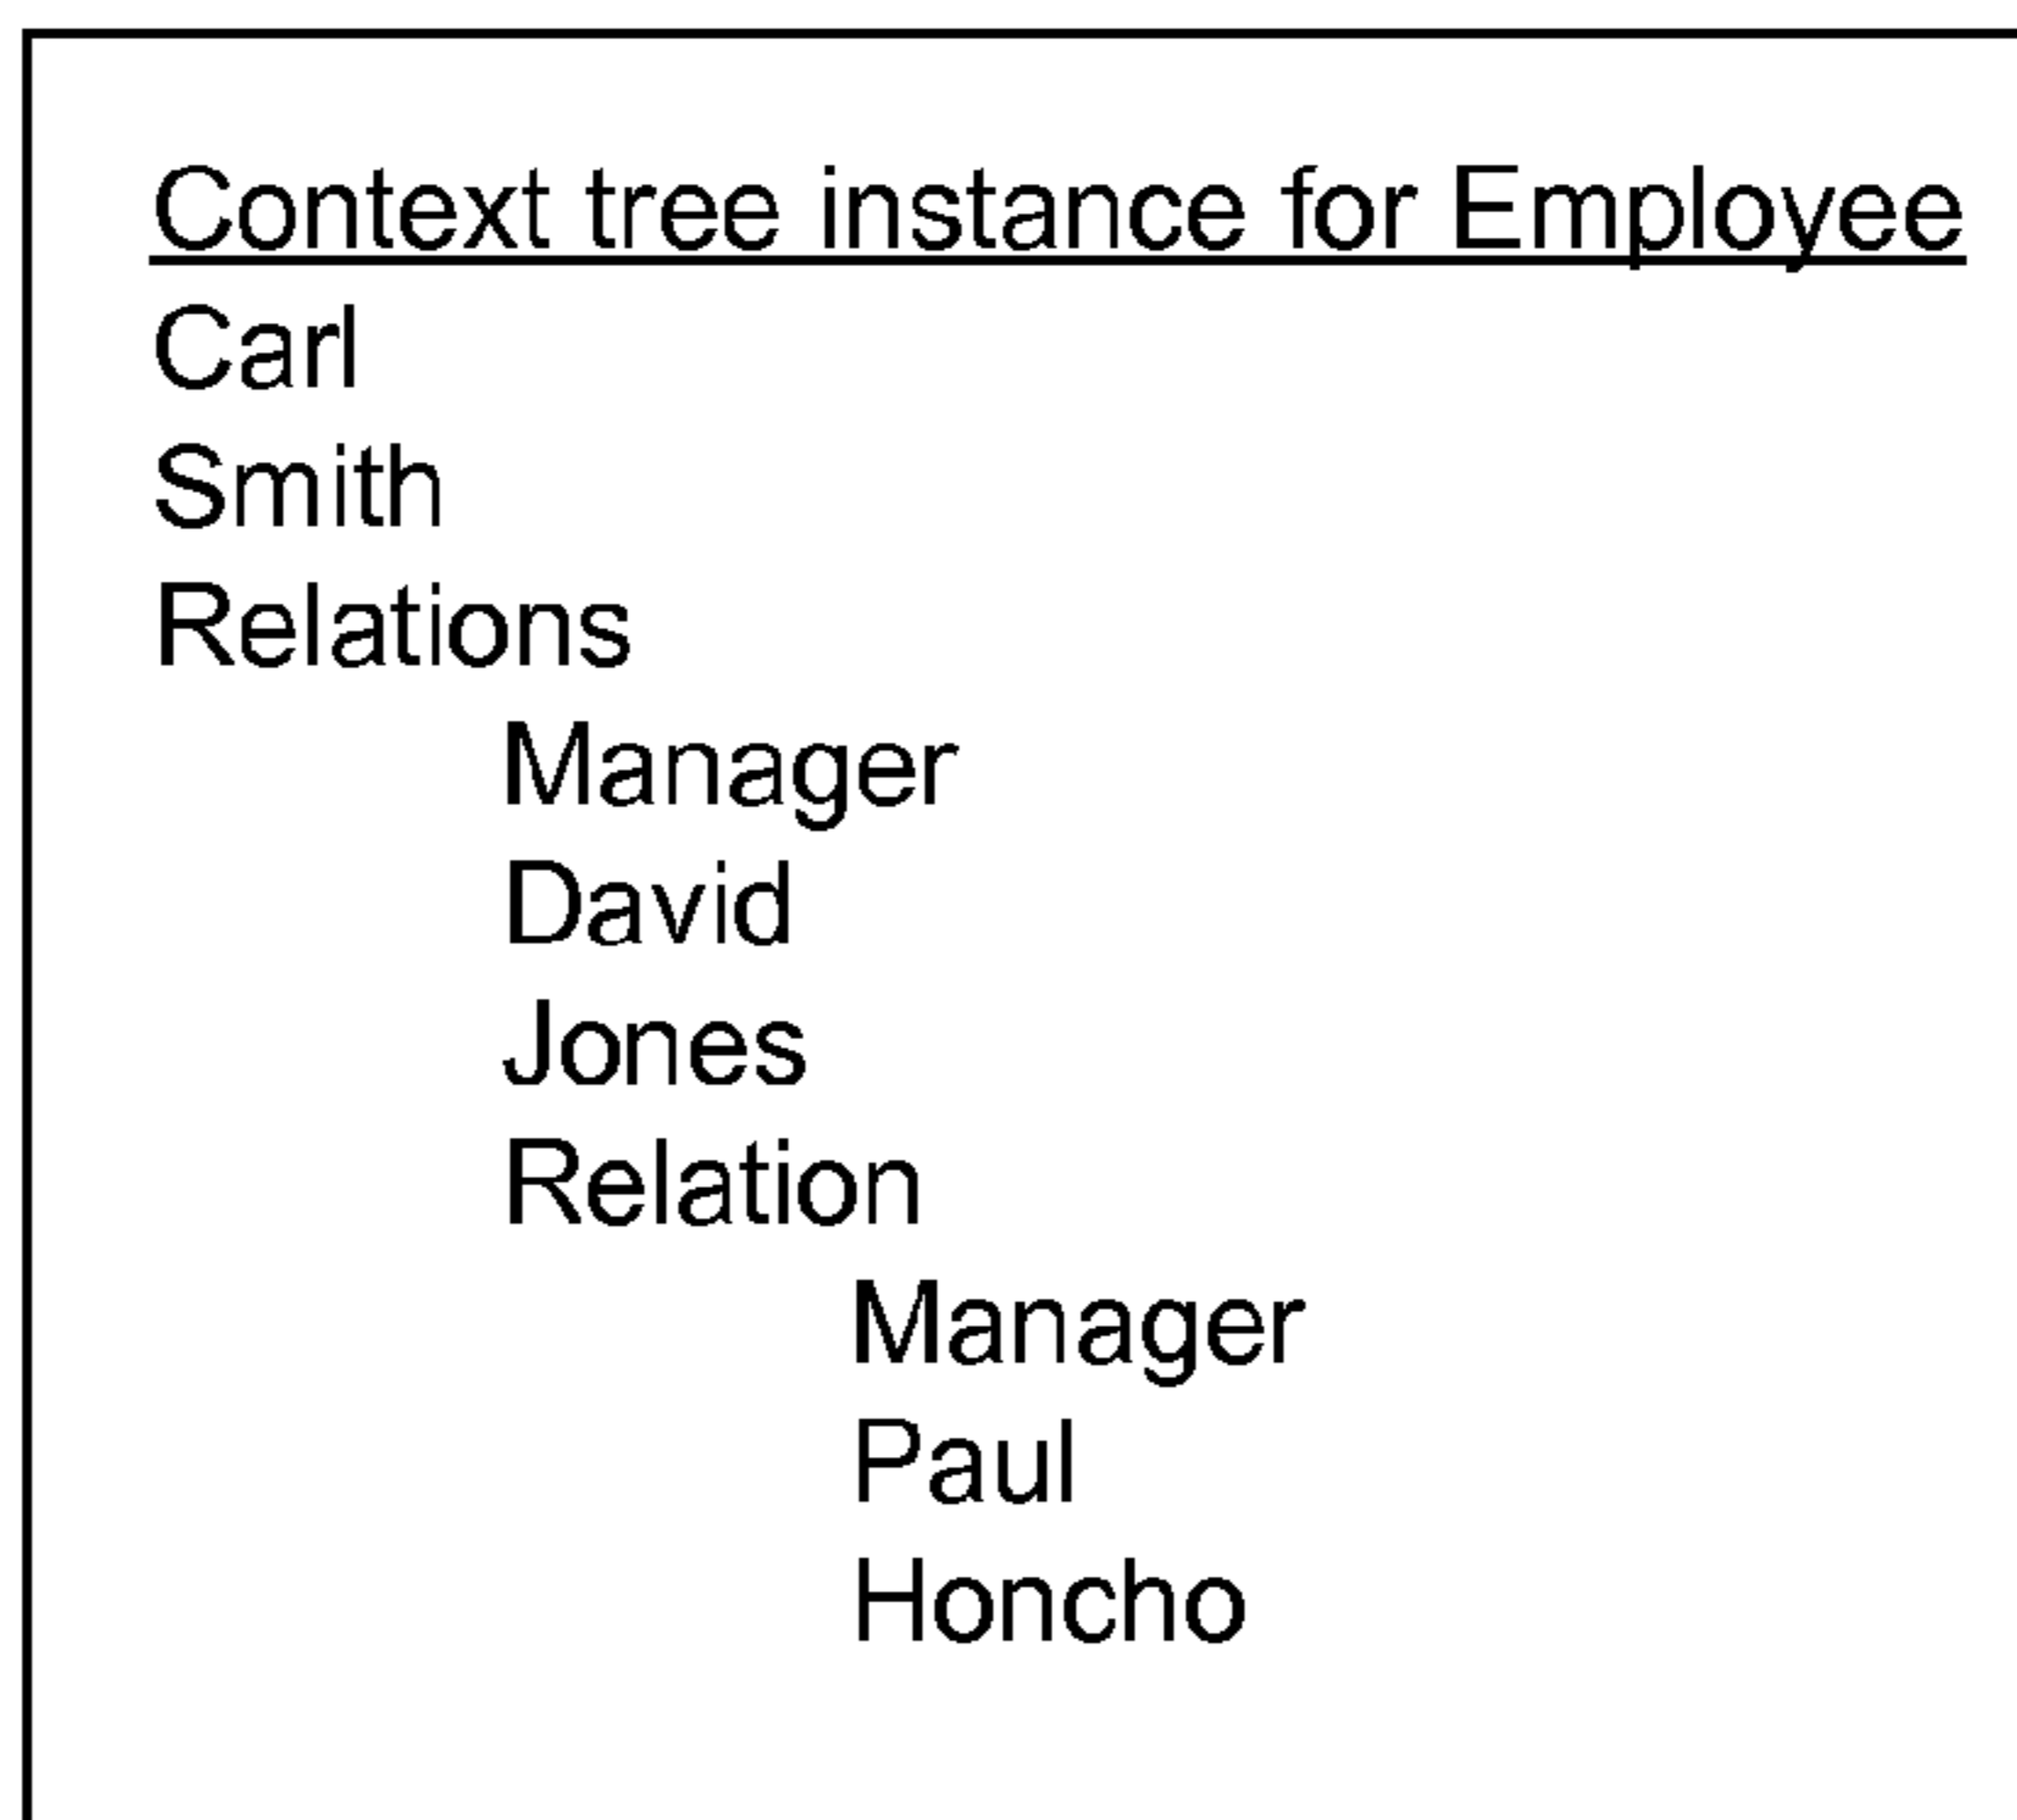 Context tree instance for Employee
Carl
Smith
Relations
Manager
David
Jones
Relation
Manager
Paul
Honcho